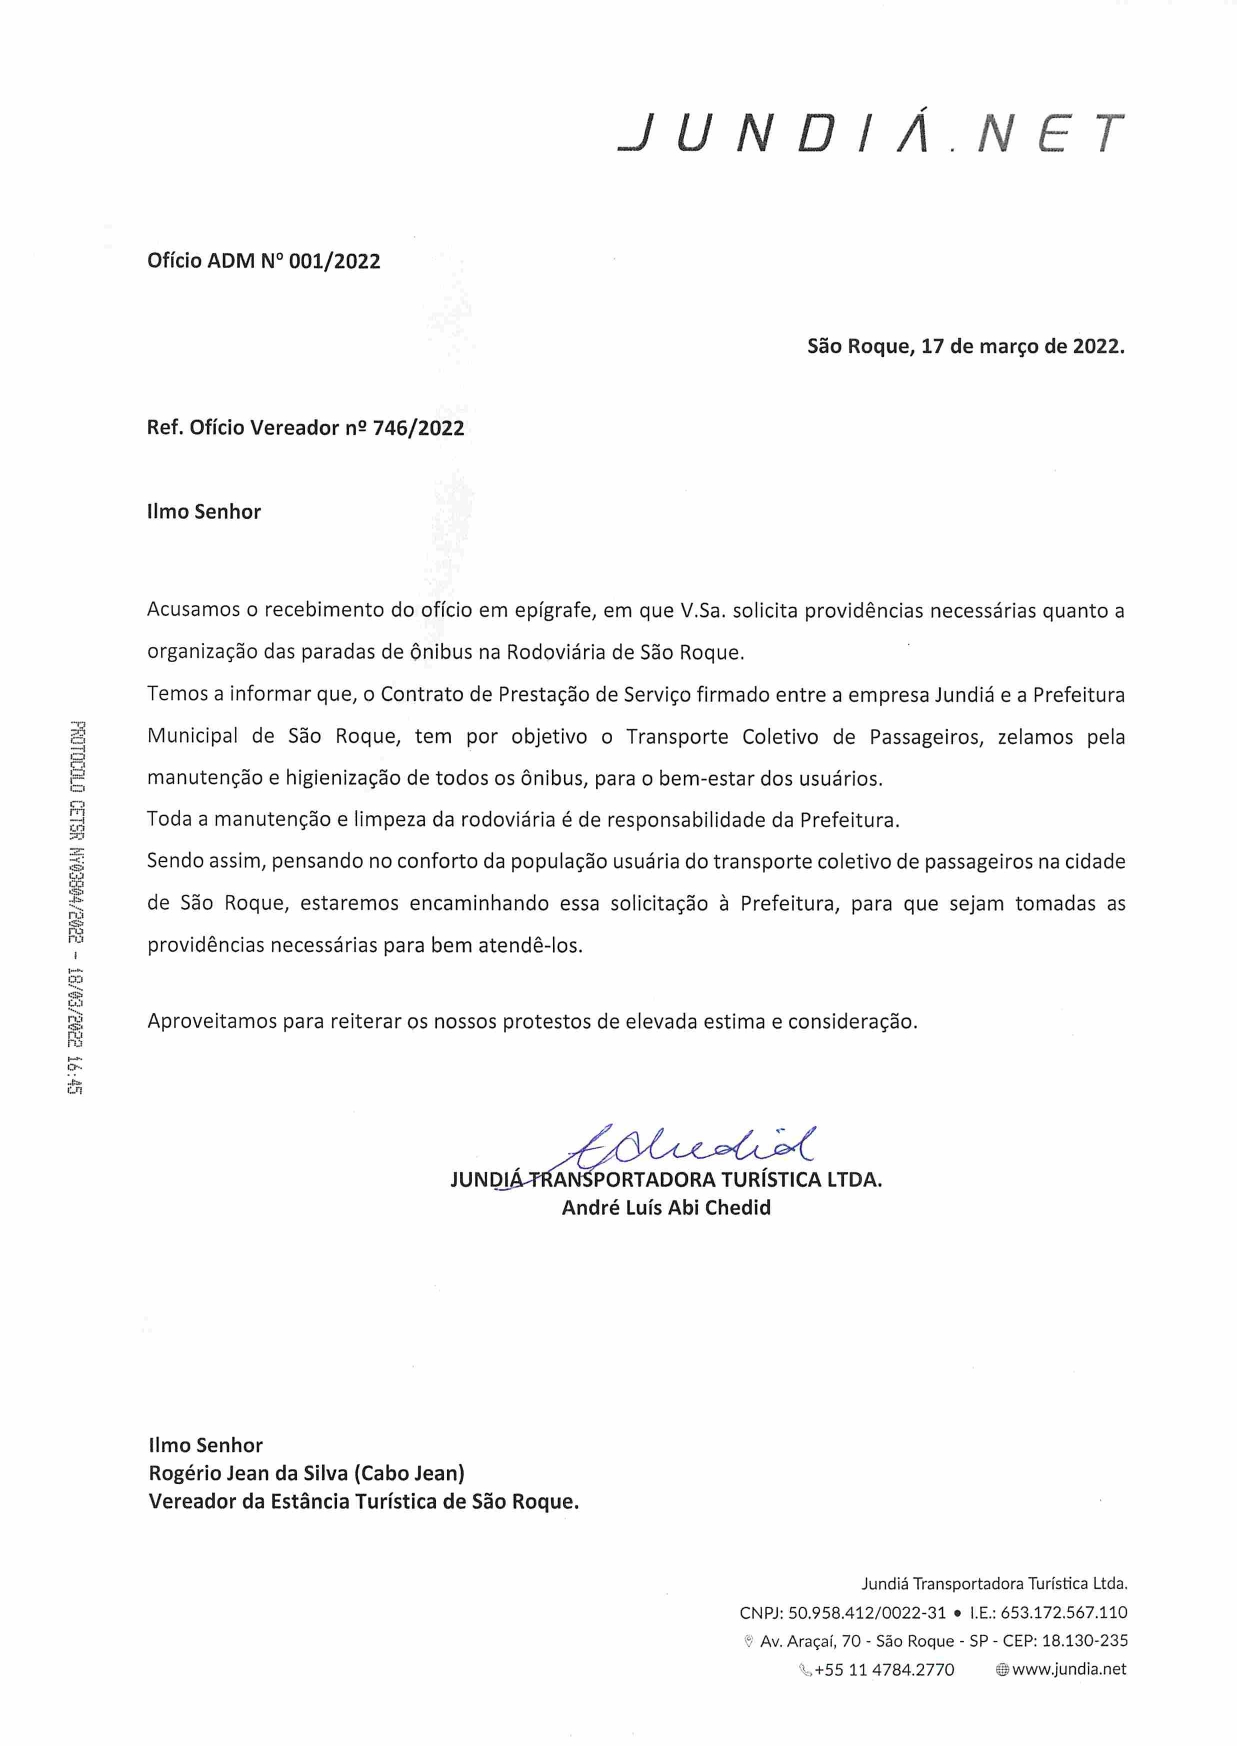 JUNDIÁ.NET
Ofício ADM Nº 001/2022
São Roque, 17 de março de 2022.
Ref. Ofício Vereador nº 746/2022
Ilmo Senhor
Acusamos o recebimento do ofício em epígrafe, em que V.Sa. solicita providências necessárias quanto a
organização das paradas de ônibus na Rodoviária de São Roque.
Temos a informar que, o Contrato de Prestação de Serviço firmado entre a empresa Jundiá e a Prefeitura
Municipal de São Roque, tem por objetivo o Transporte Coletivo de Passageiros, zelamos pela
manutenção e higienização de todos os ônibus, para o bem-estar dos usuários.
Toda a manutenção e limpeza da rodoviária é de responsabilidade da Prefeitura.
Sendo assim, pensando no conforto da população usuária do transporte coletivo de passageiros na cidade
de São Roque, estaremos encaminhando essa solicitação à Prefeitura, para que sejam tomadas as
providências necessárias para bem atendê-los.
Aproveitamos para reiterar os nossos protestos de elevada estima e consideração.
JUNDIÁ TRANSPORTADORA TURÍSTICA LTDA.
André Luís Abi Chedid
Ilmo Senhor
Rogério Jean da Silva (Cabo Jean)
Vereador da Estância Turística de São Roque.
Jundiá Transportadora Turística Ltda.
CNPJ: 50.958.412/0022-31 • I.E.: 653.172.567.110
Av. Araçaí, 70 - São Roque - SP - CEP: 18.130-235
+55 11 4784.2770 www.jundia.net
PROTOCOLO CETSR - 18/03/2022 16:45